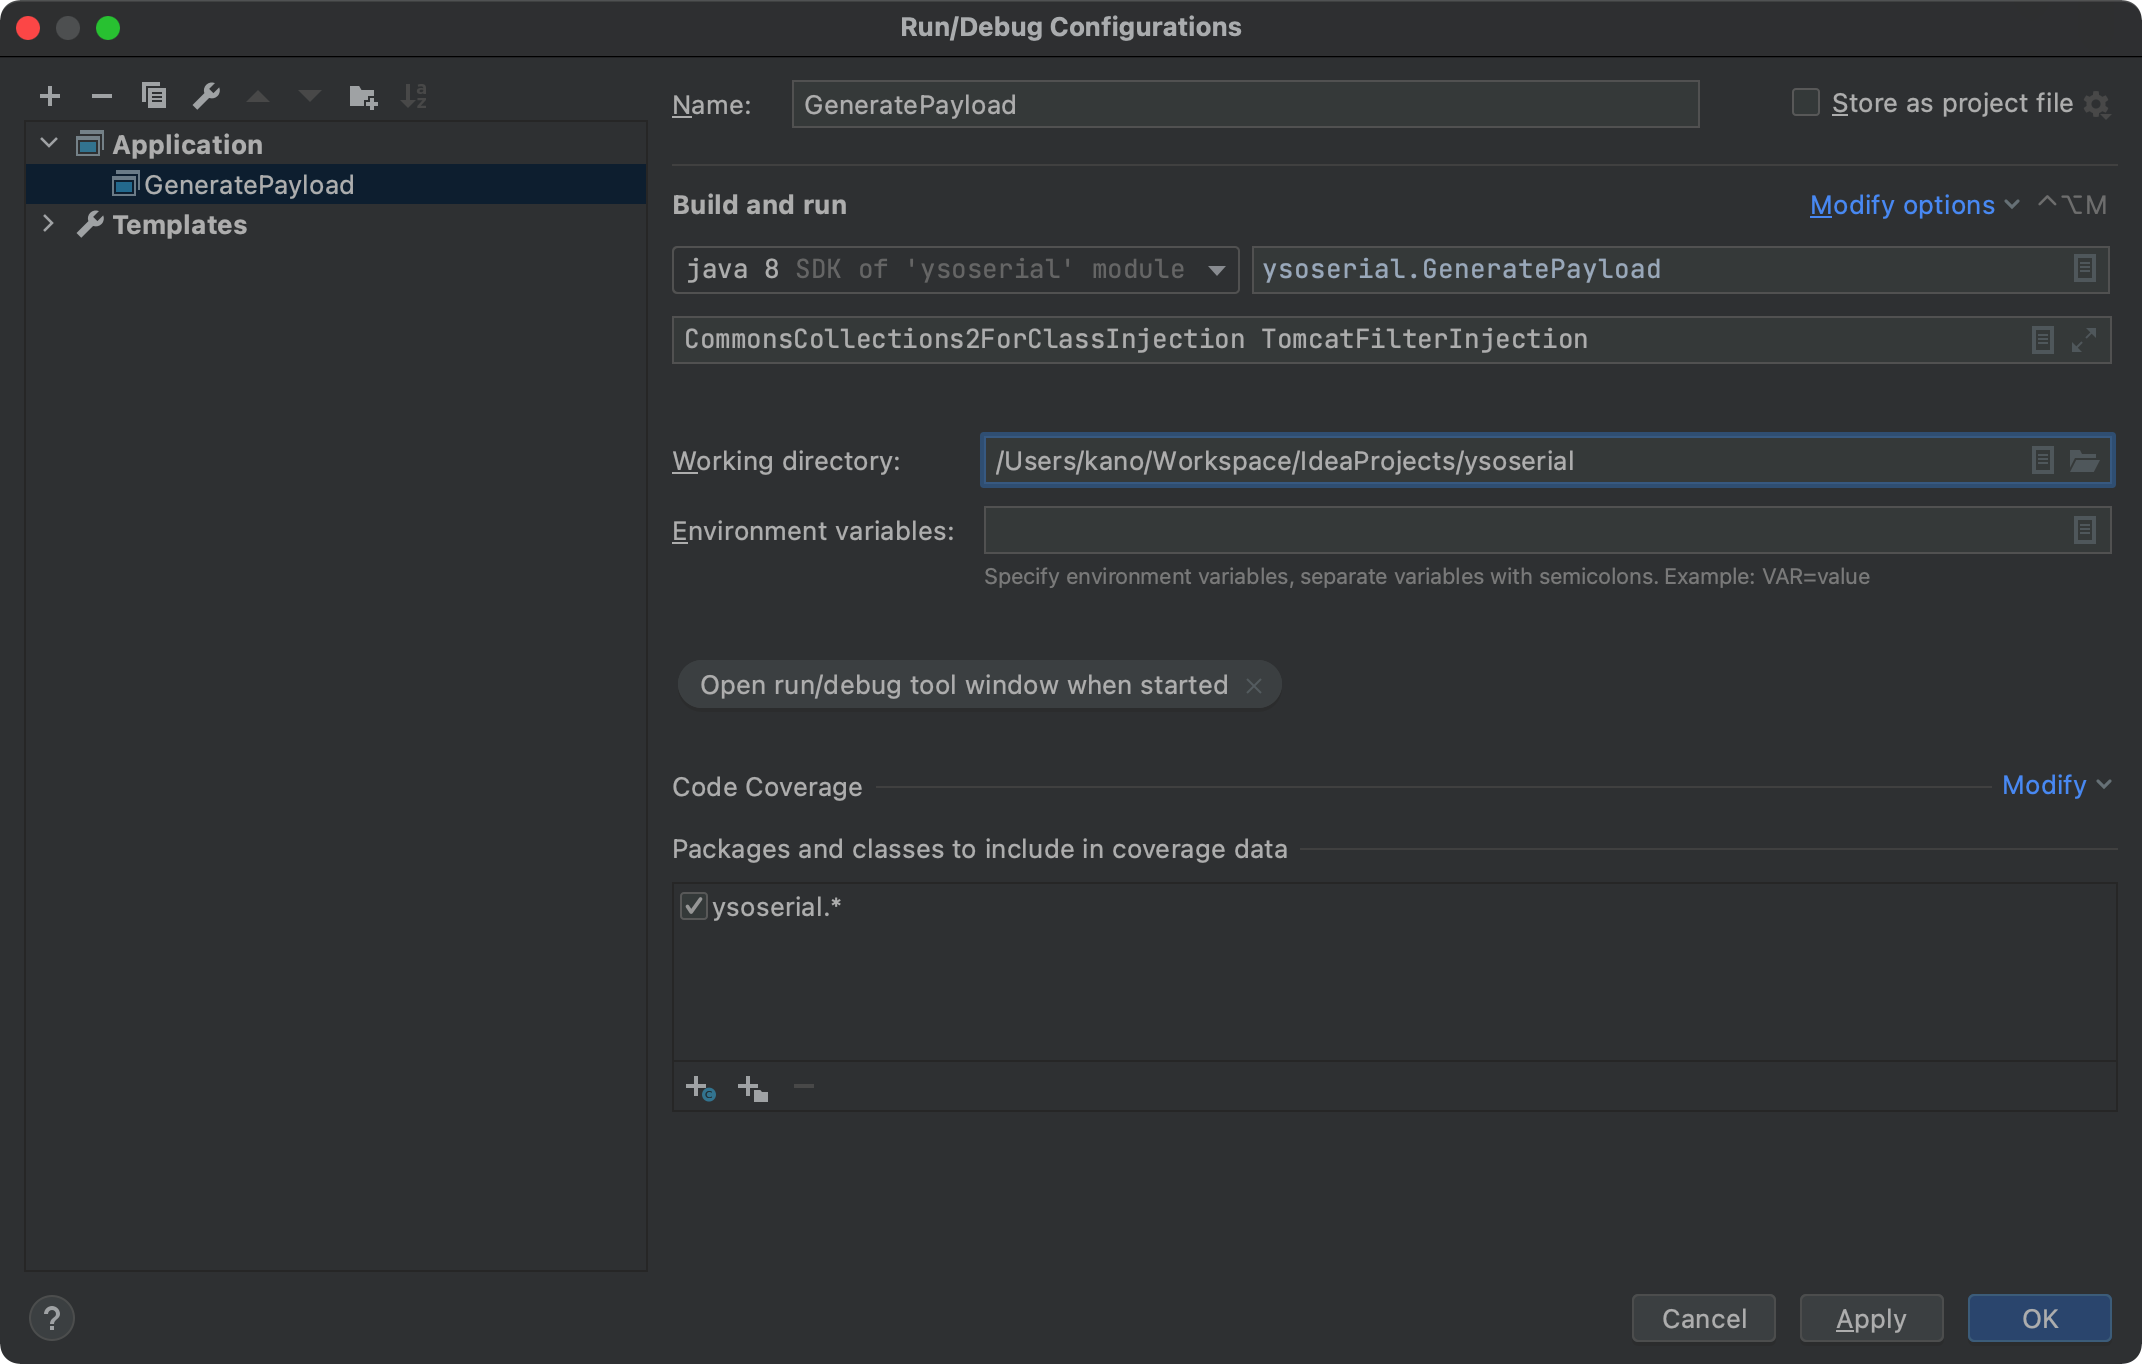 Run/Debug Configurations
Name: GeneratePayload
Store as project file
Application
GeneratePayload
Templates
Build and run
Modify options ⌃⌥M
java 8 SDK of 'ysoserial' module
ysoserial.GeneratePayload
CommonsCollections2ForClassInjection TomcatFilterInjection
Working directory: /Users/kano/Workspace/IdeaProjects/ysoserial
Environment variables:
Specify environment variables, separate variables with semicolons. Example: VAR=value
Open run/debug tool window when started
Code Coverage
Modify
Packages and classes to include in coverage data
ysoserial.*
?
Cancel
Apply
OK